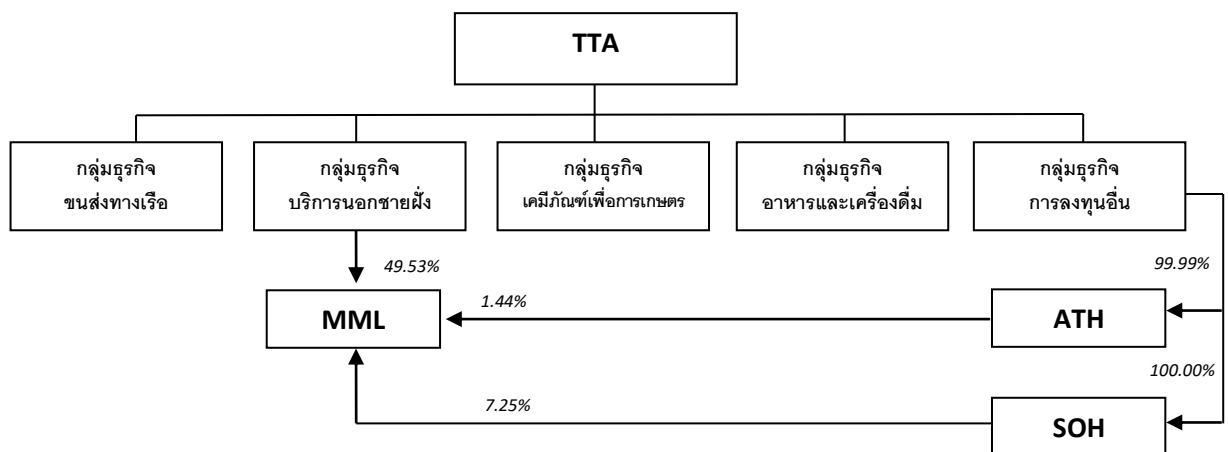 TTA
กลุ่มธุรกิจ
ขนส่งทางเรือ
กลุ่มธุรกิจ
บริการนอกชายฝั่ง
กลุ่มธุรกิจ
เคมีภัณฑ์เพื่อการเกษตร
กลุ่มธุรกิจ
อาหารและเครื่องดื่ม
กลุ่มธุรกิจ
การลงทุนอื่น
49.53%
99.99%
MML
1.44%
ATH
100.00%
7.25%
SOH